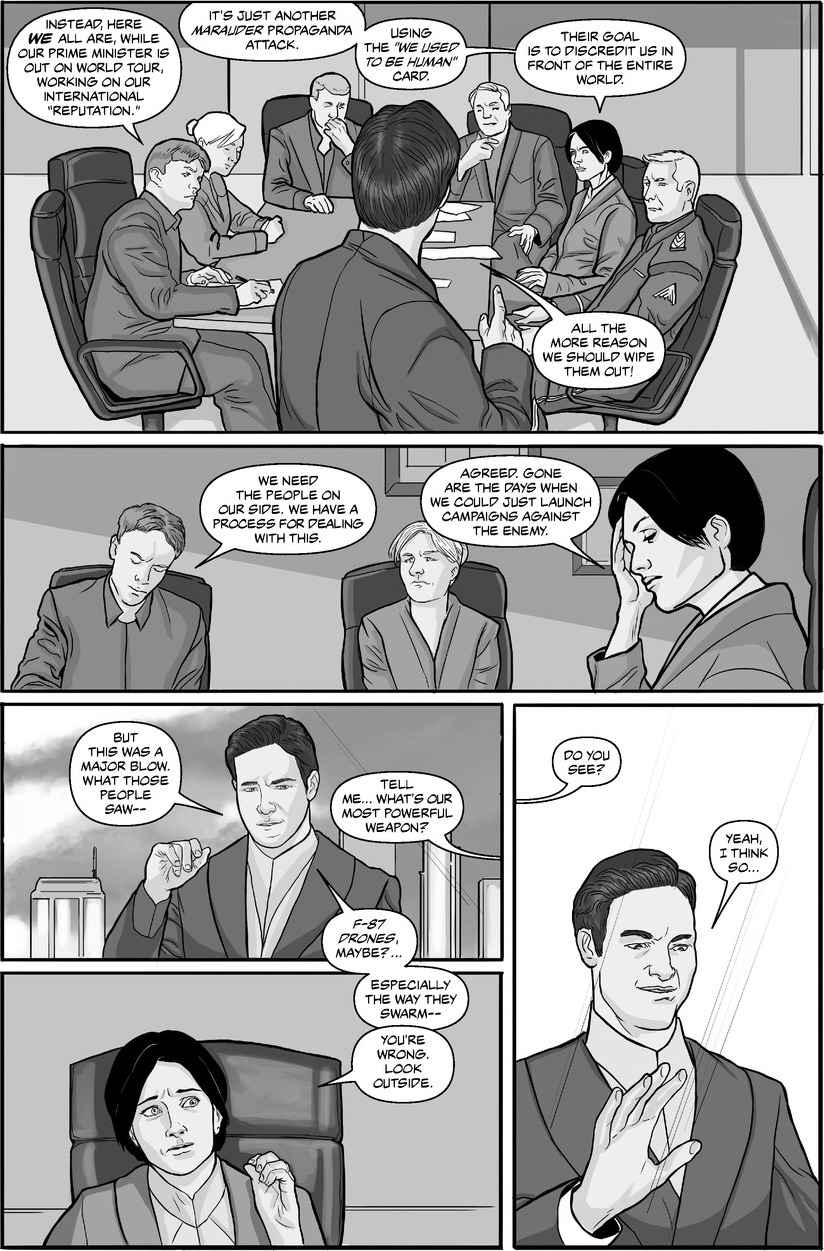 INSTEAD, HERE
WE ALL ARE, WHILE
OUR PRIME MINISTER IS
OUT ON WORLD TOUR,
WORKING ON OUR
INTERNATIONAL
"REPUTATION."
IT'S JUST ANOTHER
MARAUDER PROPAGANDA
ATTACK.
USING
THE "WE USED
TO BE HUMAN"
CARD.
THEIR GOAL
IS TO DISCREDIT US IN
FRONT OF THE ENTIRE
WORLD.
ALL THE
MORE REASON
WE SHOULD WIPE
THEM OUT!
WE NEED
THE PEOPLE ON
OUR SIDE. WE HAVE A
PROCESS FOR DEALING
WITH THIS.
AGREED. GONE
ARE THE DAYS WHEN
WE COULD JUST LAUNCH
CAMPAIGNS AGAINST
THE ENEMY.
BUT
THIS WAS A
MAJOR BLOW.
WHAT THOSE
PEOPLE
SAW--
TELL
ME... WHAT'S OUR
MOST POWERFUL
WEAPON?
F-87
DRONES,
MAYBE?...
ESPECIALLY
THE WAY THEY
SWARM--
YOU'RE
WRONG.
LOOK
OUTSIDE.
DO YOU
SEE?
YEAH,
I THINK
SO...